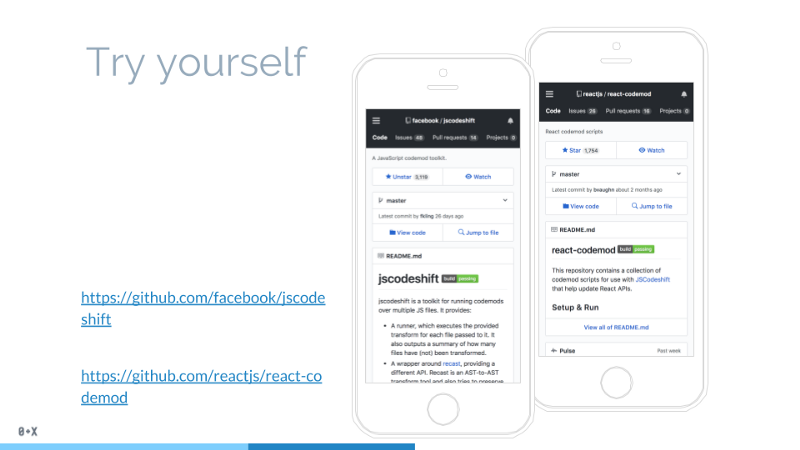 Try yourself
https://github.com/facebook/jscode
shift
https://github.com/reactjs/react-co
demod
facebook / jscodeshift
Code Issues Pull requests Projects 0
A JavaScript codemod toolkit.
Unstar 3,119
Watch
master
Latest commit by fkling 26 days ago
View code
Jump to file
README.md
jscodeshift build passing
jscodeshift is a toolkit for running codemods
over multiple JS files. It provides:
• A runner, which executes the provided
transform for each file passed to it. It
also outputs a summary of how many
files have (not) been transformed.
• A wrapper around recast, providing a
different API. Recast is an AST-to-AST
transform tool and also tries to preserve
reactjs / react-codemod
Code Issues Pull requests Projects 0
React codemod scripts
Star 1,754
Watch
master
Latest commit by braughn about 2 months ago
View code
Jump to file
README.md
react-codemod build passing
This repository contains a collection of
codemod scripts for use with JSCodeshift
that help update React APIs.
Setup & Run
View all of README.md
Pulse Past week
0+X